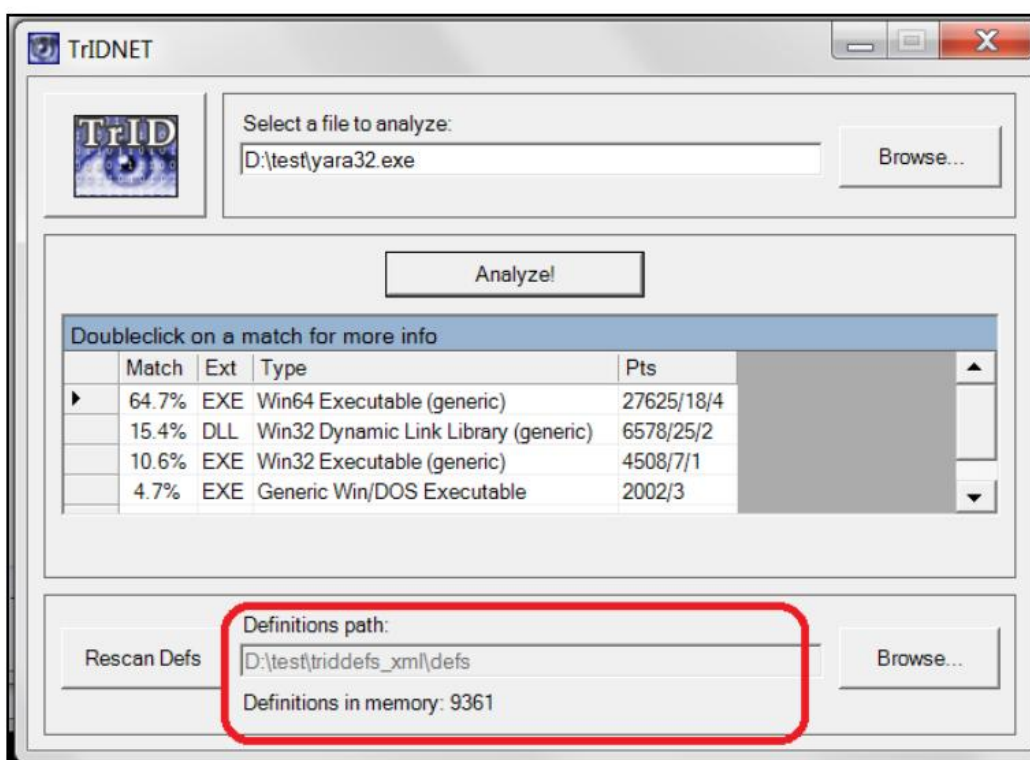 TrIDNET
TrID
Select a file to analyze:
D:\test\yara32.exe
Browse...
Analyze!
Doubleclick on a match for more info
Match Ext Type Pts
64.7% EXE Win64 Executable (generic) 27625/18/4
15.4% DLL Win32 Dynamic Link Library (generic) 6578/25/2
10.6% EXE Win32 Executable (generic) 4508/7/1
4.7% EXE Generic Win/DOS Executable 2002/3
Definitions path:
Rescan Defs D:\test\triddefs_xml\defs Browse...
Definitions in memory: 9361